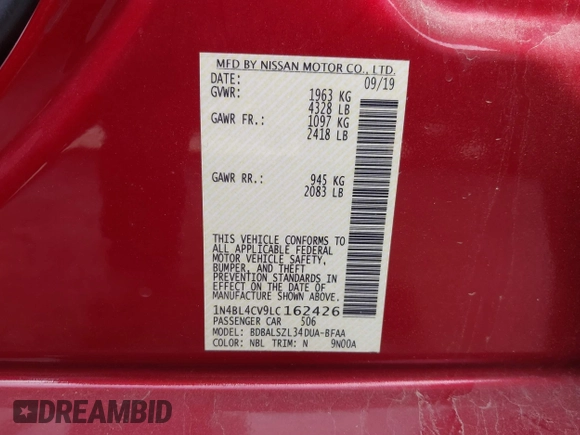 MFD BY NISSAN MOTOR CO., LTD.
DATE: 09/19
GVWR: 1963 KG
4328 LB
GAWR FR.: 1097 KG
2418 LB
GAWR RR.: 945 KG
2083 LB
THIS VEHICLE CONFORMS TO
ALL APPLICABLE FEDERAL
MOTOR VEHICLE SAFETY,
BUMPER, AND THEFT
PREVENTION STANDARDS IN
EFFECT ON THE DATE OF
MANUFACTURE SHOWN ABOVE.
1N4BL4CV9LC162426
PASSENGER CAR 506
MODEL: BDBALSZL34DUA-BFAA
COLOR: NBL TRIM: N 9N00A
DREAMBID